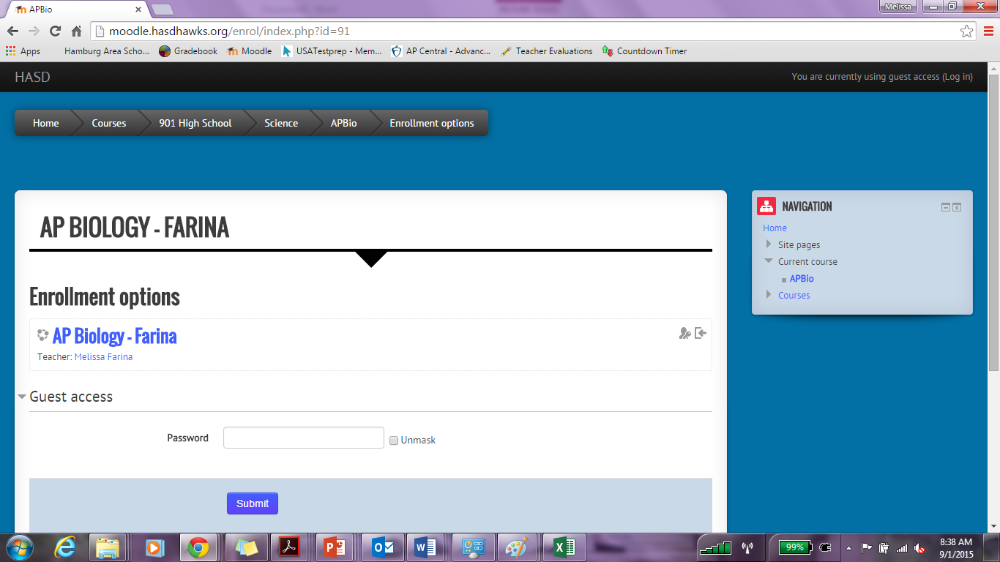 APBio
Melissa
moodle.hasdhawks.org/enrol/index.php?id=91
Apps Hamburg Area Scho... Gradebook Moodle USATestprep - Mem... AP Central - Advanc... Teacher Evaluations Countdown Timer
HASD
You are currently using guest access (Log in)
Home Courses 901 High School Science APBio Enrollment options
AP BIOLOGY - FARINA
Enrollment options
AP Biology - Farina
Teacher: Melissa Farina
Guest access
Password
Unmask
Submit
NAVIGATION
Home
Site pages
Current course
APBio
Courses
99%
8:38 AM
9/1/2015